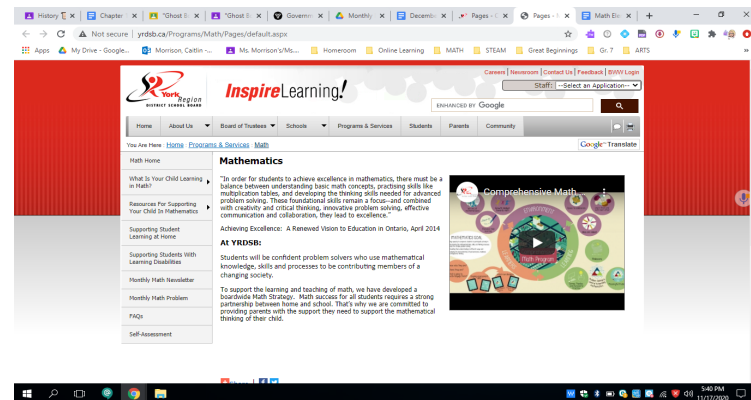 History
Chapter
"Ghost B
"Ghost B
Governm
Monthly
Decembe
Pages - C
Pages -
Math Ele
Not secure | yrdsb.ca/Programs/Math/Pages/default.aspx
Apps My Drive - Google... Morrison, Caitlin -... Ms. Morrison's/Ms.... Homeroom Online Learning MATH STEAM Great Beginnings Gr. 7 ARTS
Careers | Newsroom | Contact Us | Feedback | BWW Login
Staff: --Select an Application--
York Region
DISTRICT SCHOOL BOARD
InspireLearning!
ENHANCED BY Google
Home About Us Board of Trustees Schools Programs & Services Students Parents Community
You Are Here : Home : Programs & Services : Math
Google Translate
Math Home
What Is Your Child Learning
in Math?
Resources For Supporting
Your Child In Mathematics
Supporting Student
Learning at Home
Supporting Students With
Learning Disabilities
Monthly Math Newsletter
Monthly Math Problem
FAQs
Self-Assessment
Mathematics
"In order for students to achieve excellence in mathematics, there must be a
balance between understanding basic math concepts, practising skills like
multiplication tables, and developing the thinking skills needed for advanced
problem solving. These foundational skills remain a focus--and combined
with creativity and critical thinking, innovative problem solving, effective
communication and collaboration, they lead to excellence."
Achieving Excellence: A Renewed Vision to Education in Ontario, April 2014
At YRDSB:
Students will be confident problem solvers who use mathematical
knowledge, skills and processes to be contributing members of a
changing society.
To support the learning and teaching of math, we have developed a
boardwide Math Strategy. Math success for all students requires a strong
partnership between home and school. That's why we are committed to
providing parents with the support they need to support the mathematical
thinking of their child.
Comprehensive Math...
Math Program
Share |
5:40 PM
11/17/2020